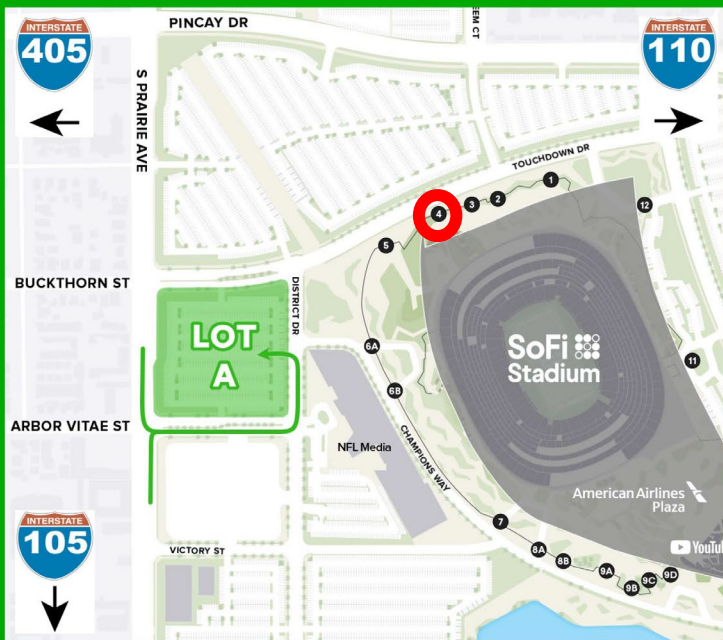 INTERSTATE
405
PINCAY DR
INTERSTATE
110
S PRAIRIE AVE
TOUCHDOWN DR
1
2
3
4
5
12
BUCKTHORN ST
DISTRICT DR
LOT
A
6A
6B
SoFi
Stadium
11
ARBOR VITAE ST
NFL Media
CHAMPIONS WAY
American Airlines
Plaza
7
8A
8B
9A
9B
9C
9D
INTERSTATE
105
VICTORY ST